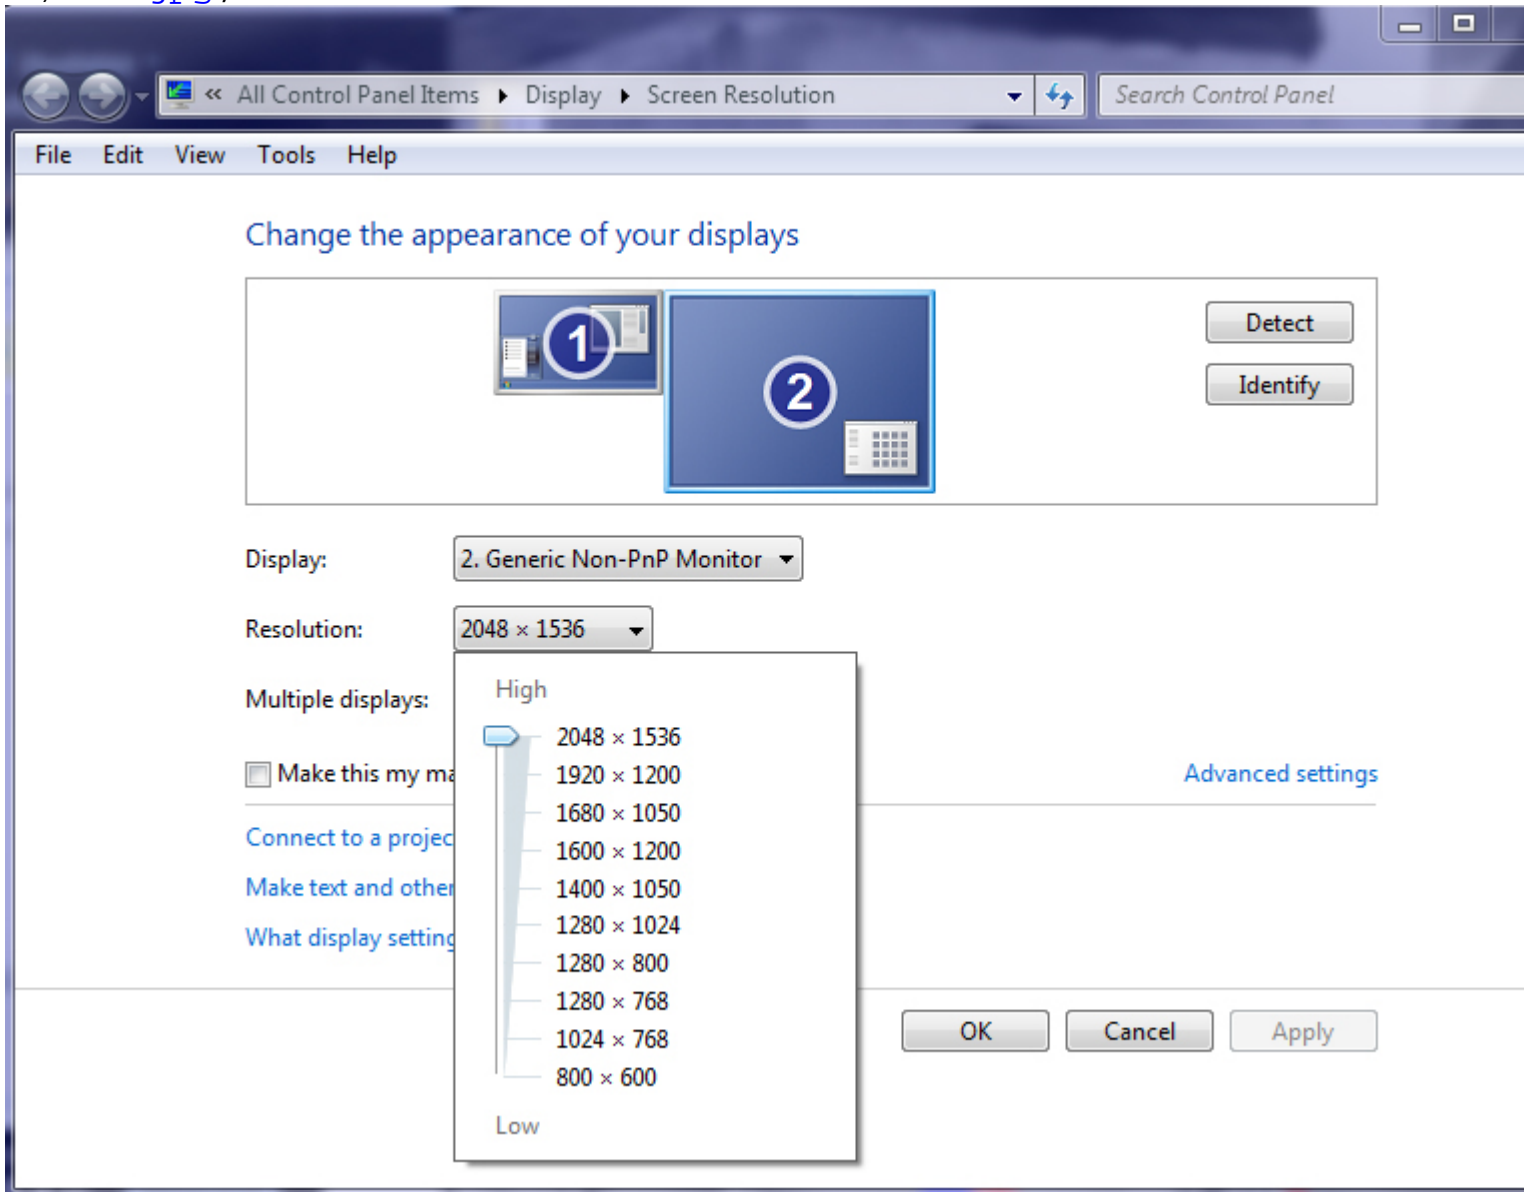 « All Control Panel Items ▸ Display ▸ Screen Resolution
Search Control Panel
File Edit View Tools Help
Change the appearance of your displays
1
2
Detect
Identify
Display: 2. Generic Non-PnP Monitor
Resolution: 2048 × 1536
Multiple displays:
High
2048 × 1536
1920 × 1200
1680 × 1050
1600 × 1200
1400 × 1050
1280 × 1024
1280 × 800
1280 × 768
1024 × 768
800 × 600
Low
Make this my ma
Advanced settings
Connect to a projec
Make text and other
What display setting
OK Cancel Apply